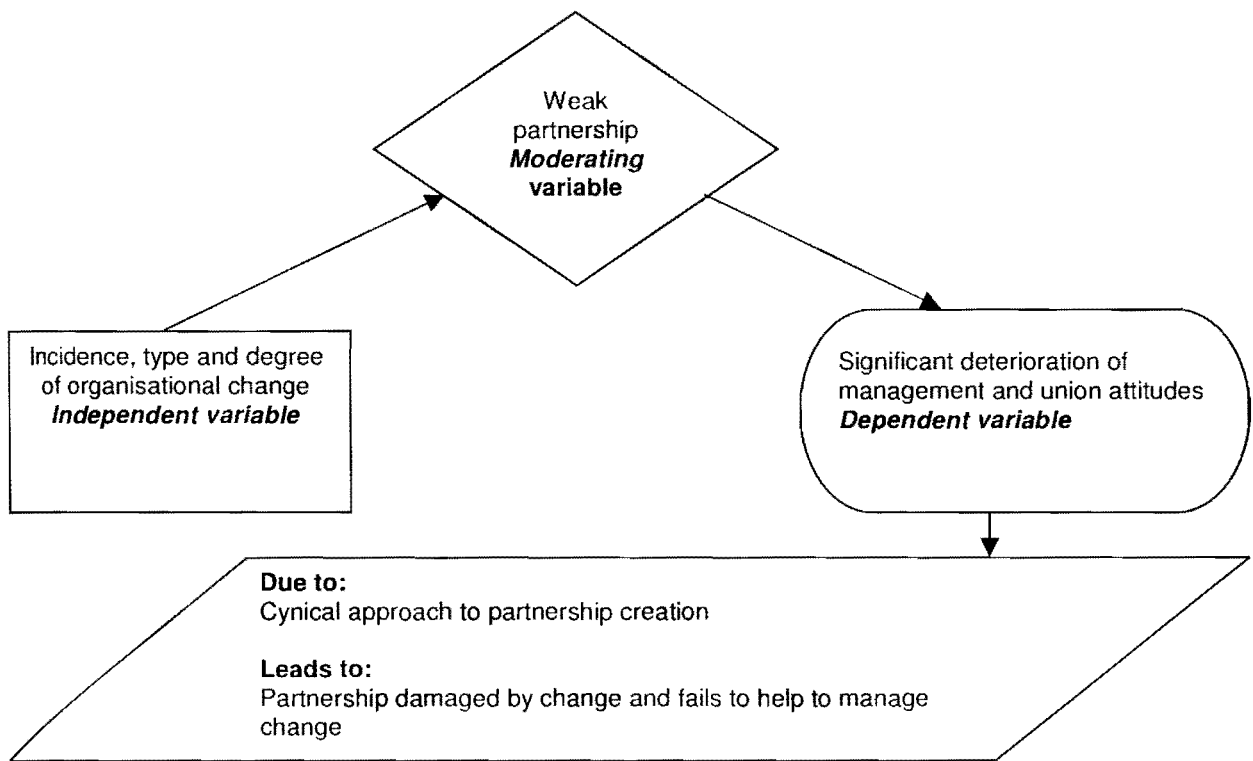 Weak
partnership
Moderating
variable
Incidence, type and degree
of organisational change
Independent variable
Significant deterioration of
management and union attitudes
Dependent variable
Due to:
Cynical approach to partnership creation
Leads to:
Partnership damaged by change and fails to help to manage
change